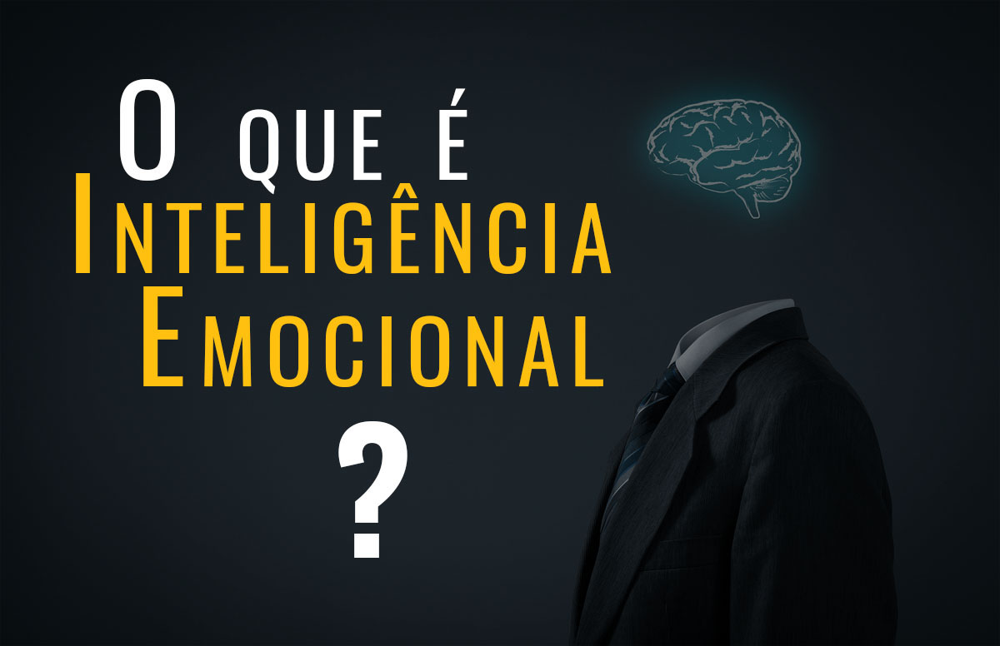 O QUE É
INTELIGÊNCIA
EMOCIONAL
?